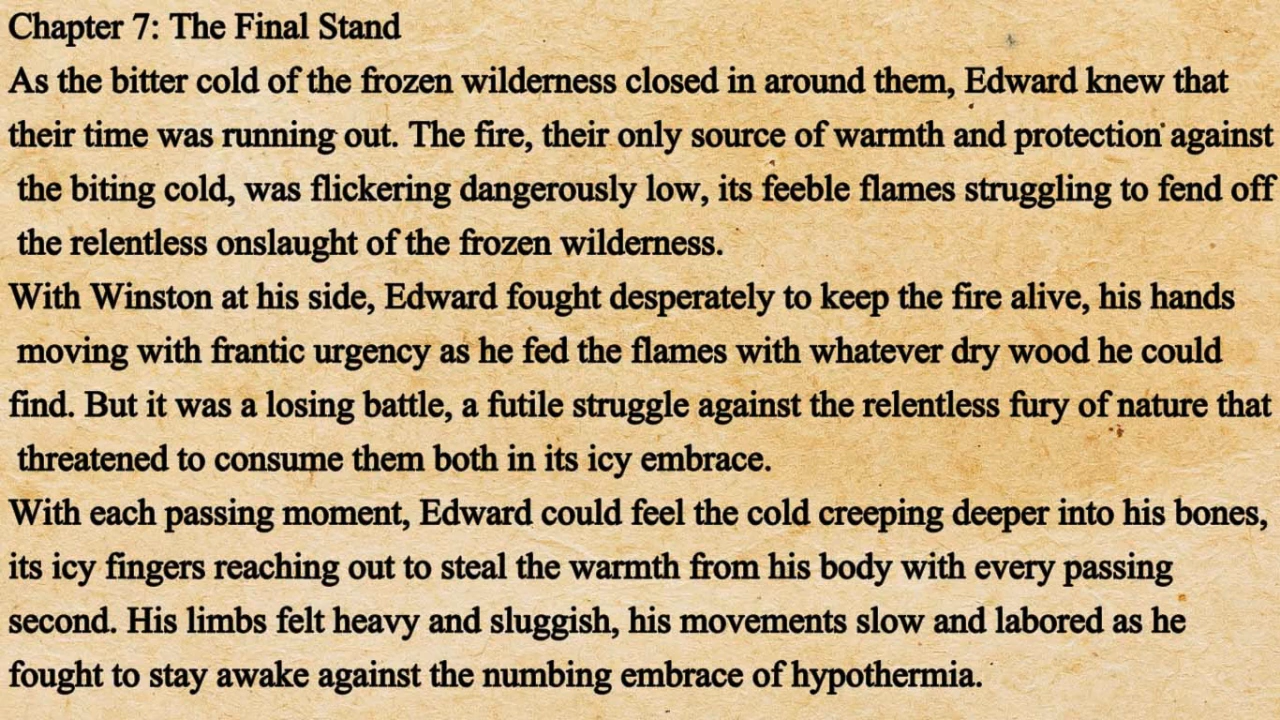 Chapter 7: The Final Stand
As the bitter cold of the frozen wilderness closed in around them, Edward knew that
their time was running out. The fire, their only source of warmth and protection against
the biting cold, was flickering dangerously low, its feeble flames struggling to fend off
the relentless onslaught of the frozen wilderness.
With Winston at his side, Edward fought desperately to keep the fire alive, his hands
moving with frantic urgency as he fed the flames with whatever dry wood he could
find. But it was a losing battle, a futile struggle against the relentless fury of nature that
threatened to consume them both in its icy embrace.
With each passing moment, Edward could feel the cold creeping deeper into his bones,
its icy fingers reaching out to steal the warmth from his body with every passing
second. His limbs felt heavy and sluggish, his movements slow and labored as he
fought to stay awake against the numbing embrace of hypothermia.